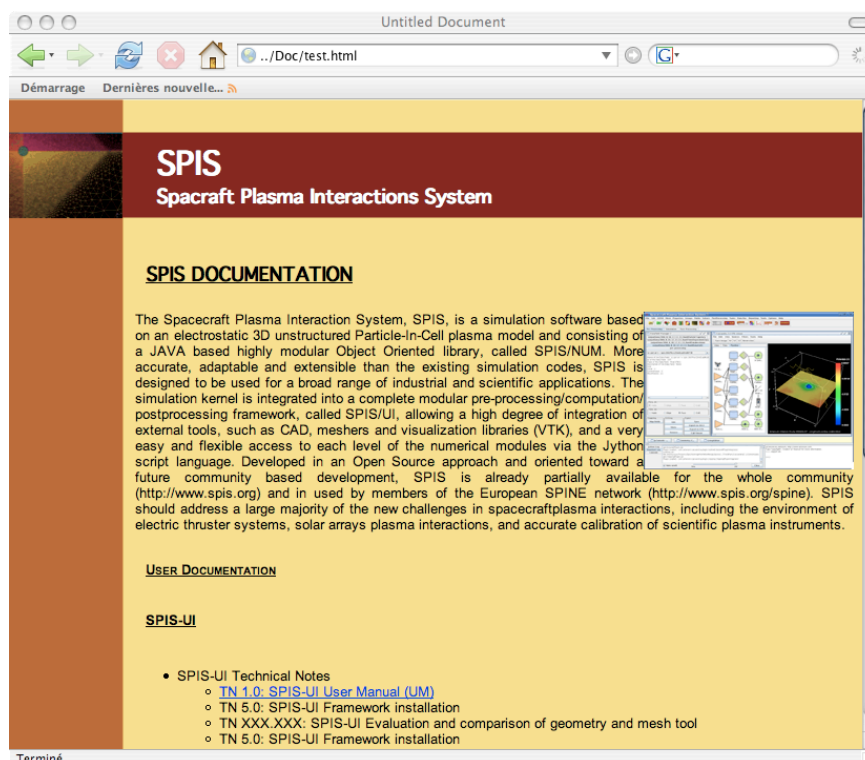 Untitled Document
../Doc/test.html
G
Démarrage Dernières nouvelle...
SPIS
Spacraft Plasma Interactions System
SPIS DOCUMENTATION
The Spacecraft Plasma Interaction System, SPIS, is a simulation software based
on an electrostatic 3D unstructured Particle-In-Cell plasma model and consisting of
a JAVA based highly modular Object Oriented library, called SPIS/NUM. More
accurate, adaptable and extensible than the existing simulation codes, SPIS is
designed to be used for a broad range of industrial and scientific applications. The
simulation kernel is integrated into a complete modular pre-processing/computation/
postprocessing framework, called SPIS/UI, allowing a high degree of integration of
external tools, such as CAD, meshers and visualization libraries (VTK), and a very
easy and flexible access to each level of the numerical modules via the Jython
script language. Developed in an Open Source approach and oriented toward a
future community based development, SPIS is already partially available for the whole community
(http://www.spis.org) and in used by members of the European SPINE network (http://www.spis.org/spine). SPIS
should address a large majority of the new challenges in spacecraftplasma interactions, including the environment of
electric thruster systems, solar arrays plasma interactions, and accurate calibration of scientific plasma instruments.
USER DOCUMENTATION
SPIS-UI
SPIS-UI Technical Notes
TN 1.0: SPIS-UI User Manual (UM)
TN 5.0: SPIS-UI Framework installation
TN XXX.XXX: SPIS-UI Evaluation and comparison of geometry and mesh tool
TN 5.0: SPIS-UI Framework installation
Terminé